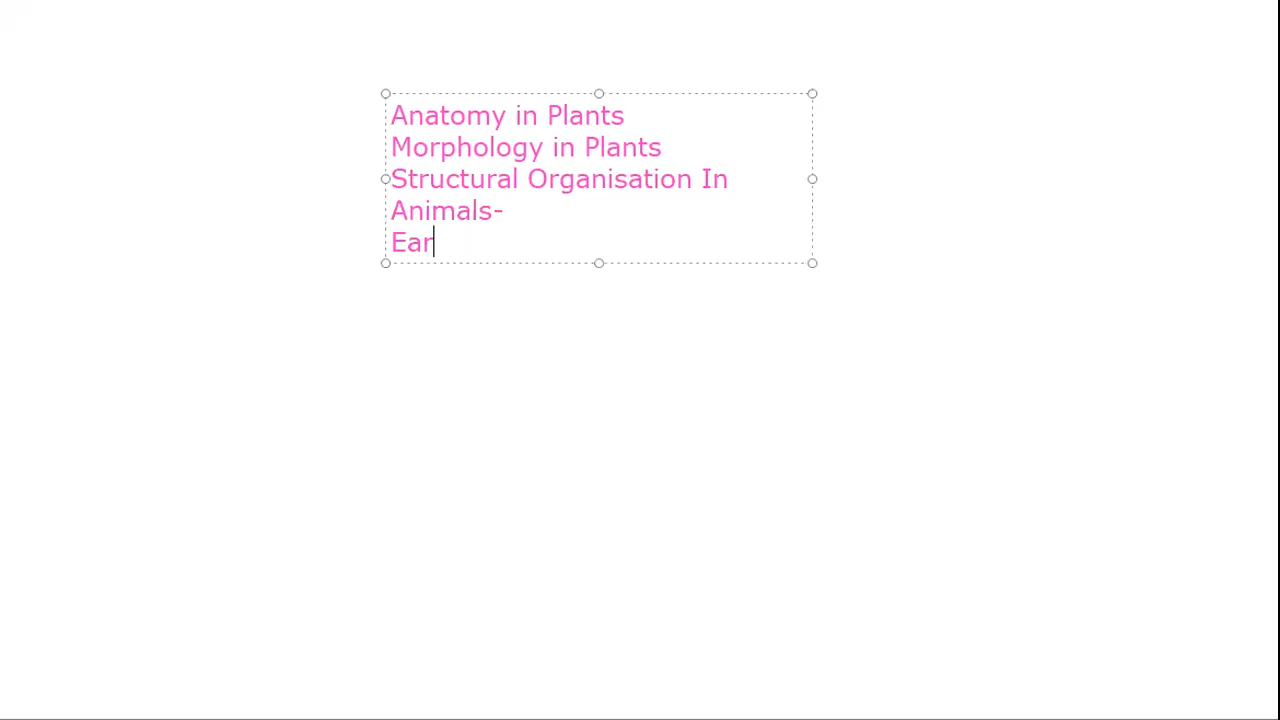 Anatomy in Plants
Morphology in Plants
Structural Organisation In
Animals-
Ear